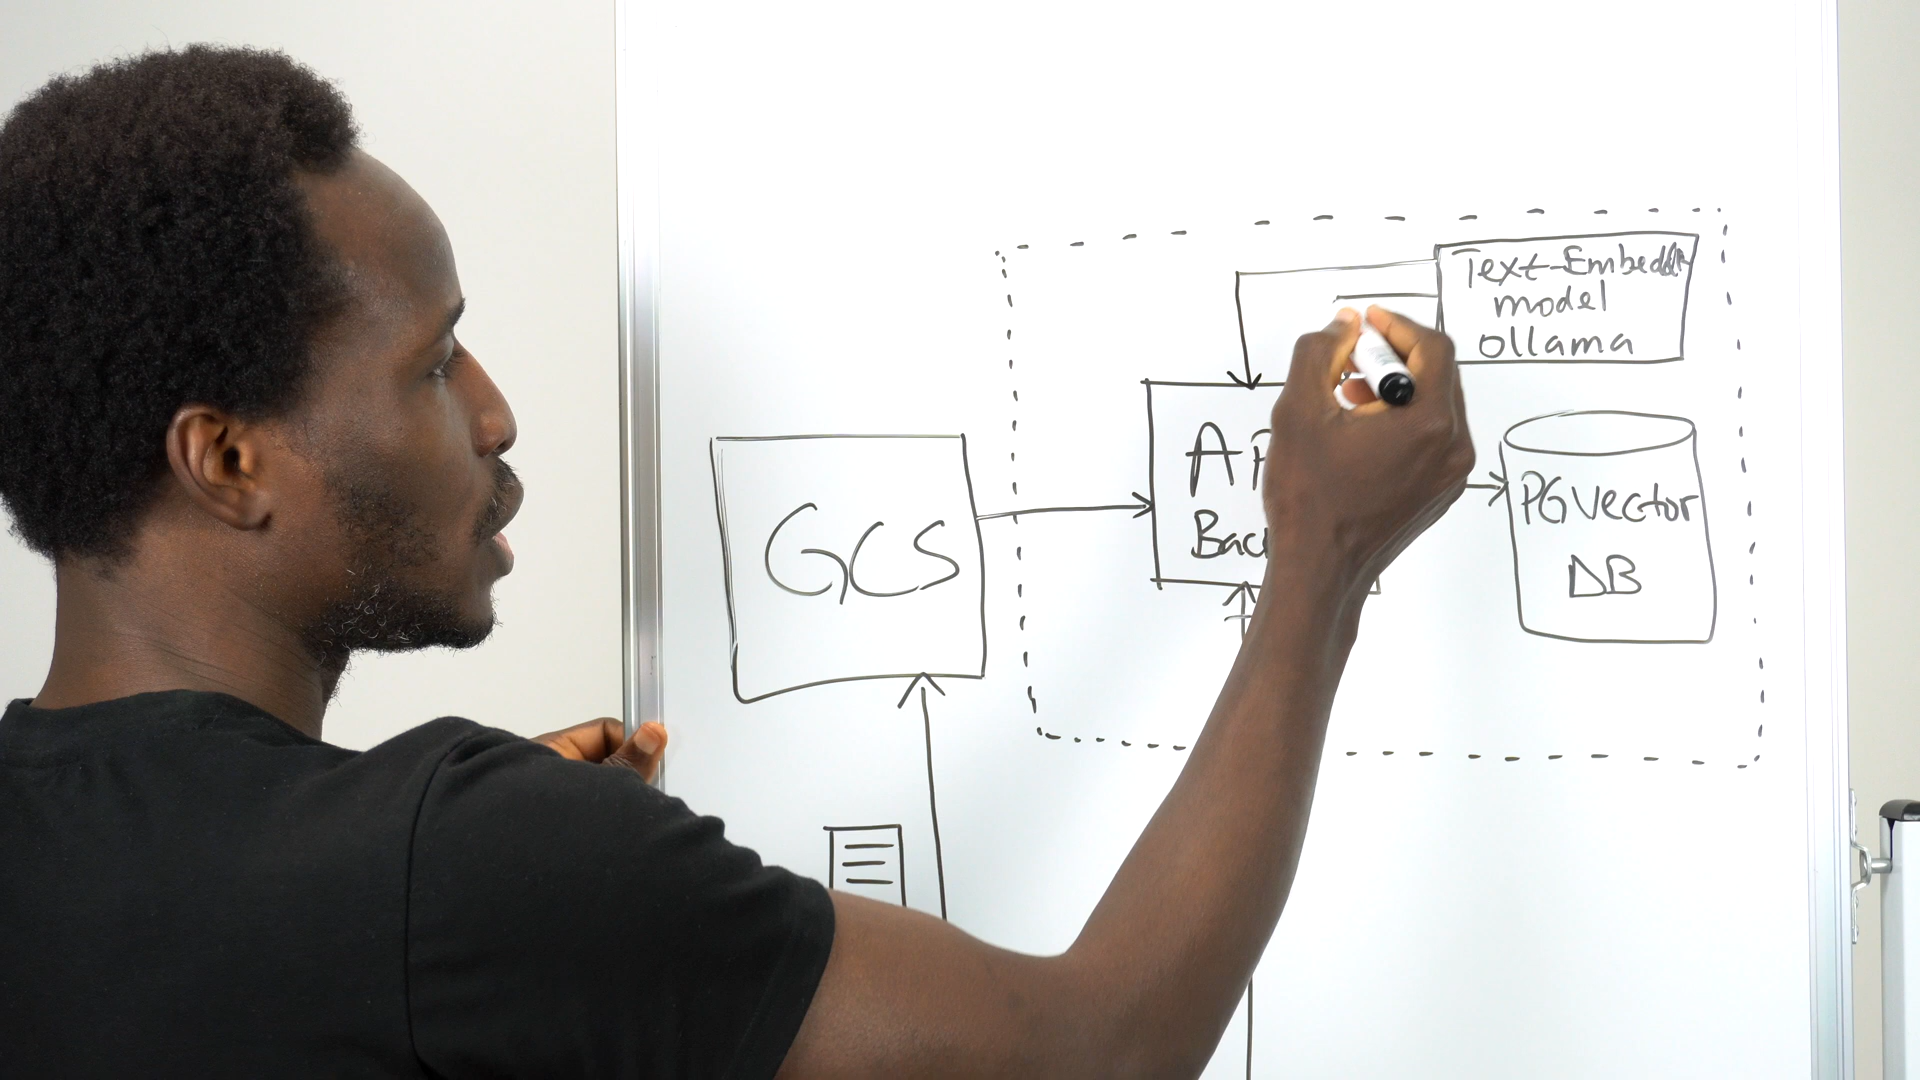 Text-Embedd
model
ollama
GCS
PGVector
DB